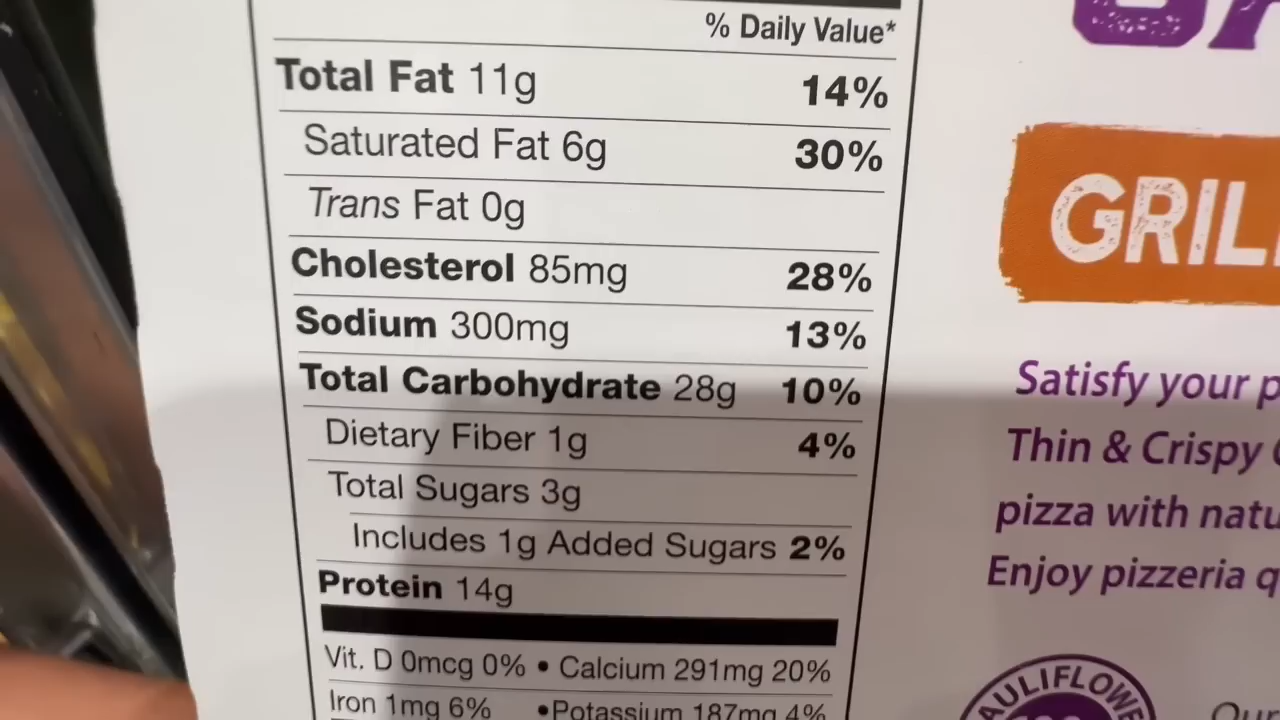 % Daily Value*
Total Fat 11g 14%
Saturated Fat 6g 30%
Trans Fat 0g
Cholesterol 85mg 28%
Sodium 300mg 13%
Total Carbohydrate 28g 10%
Dietary Fiber 1g 4%
Total Sugars 3g
Includes 1g Added Sugars 2%
Protein 14g
Vit. D 0mcg 0% • Calcium 291mg 20%
Iron 1mg 6% •Potassium 187mg 4%
GRIL
Satisfy your p
Thin & Crispy
pizza with natu
Enjoy pizzeria q
AULIFLOWE
Our